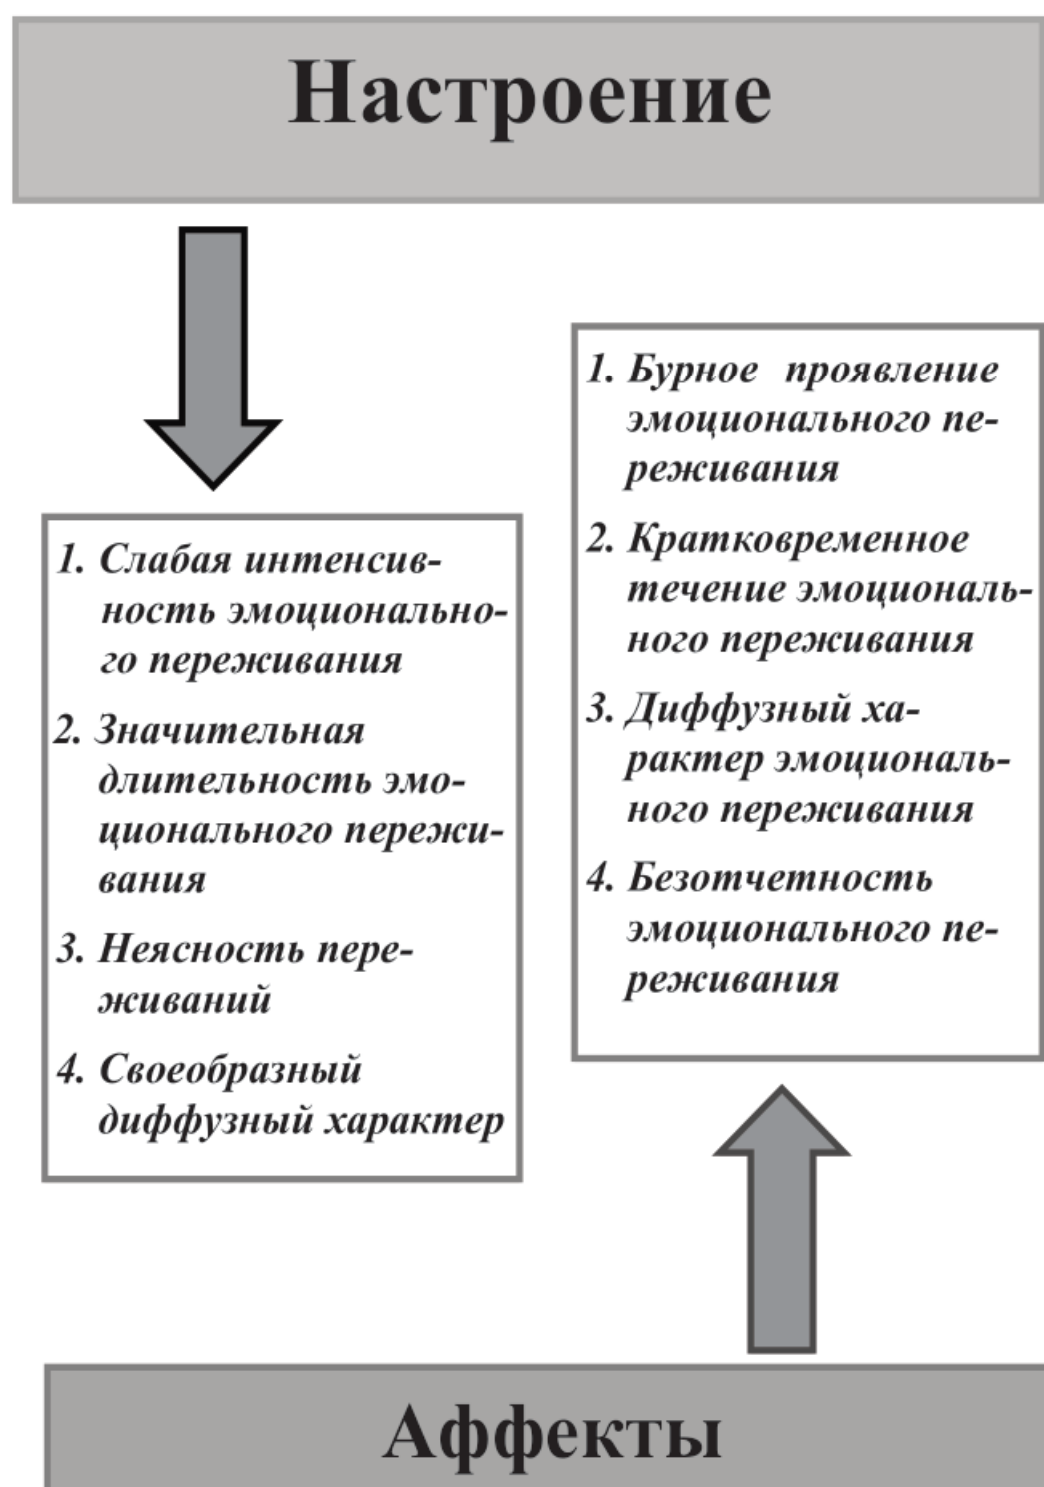 Настроение
1. Слабая интенсив-
ность эмоционально-
го переживания
2. Значительная
длительность эмо-
ционального пережи-
вания
3. Неясность пере-
живаний
4. Своеобразный
диффузный характер
1. Бурное проявление
эмоционального пе-
реживания
2. Кратковременное
течение эмоциональ-
ного переживания
3. Диффузный ха-
рактер эмоциональ-
ного переживания
4. Безотчетность
эмоционального пе-
реживания
Аффекты